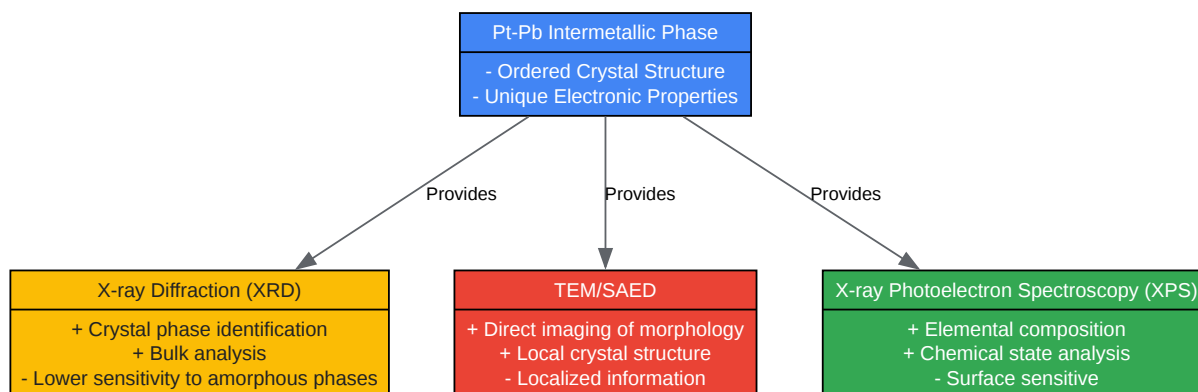 Pt-Pb Intermetallic Phase
- Ordered Crystal Structure
- Unique Electronic Properties
Provides
Provides
Provides
X-ray Diffraction (XRD)
+ Crystal phase identification
+ Bulk analysis
- Lower sensitivity to amorphous phases
TEM/SAED
+ Direct imaging of morphology
+ Local crystal structure
- Localized information
X-ray Photoelectron Spectroscopy (XPS)
+ Elemental composition
+ Chemical state analysis
- Surface sensitive